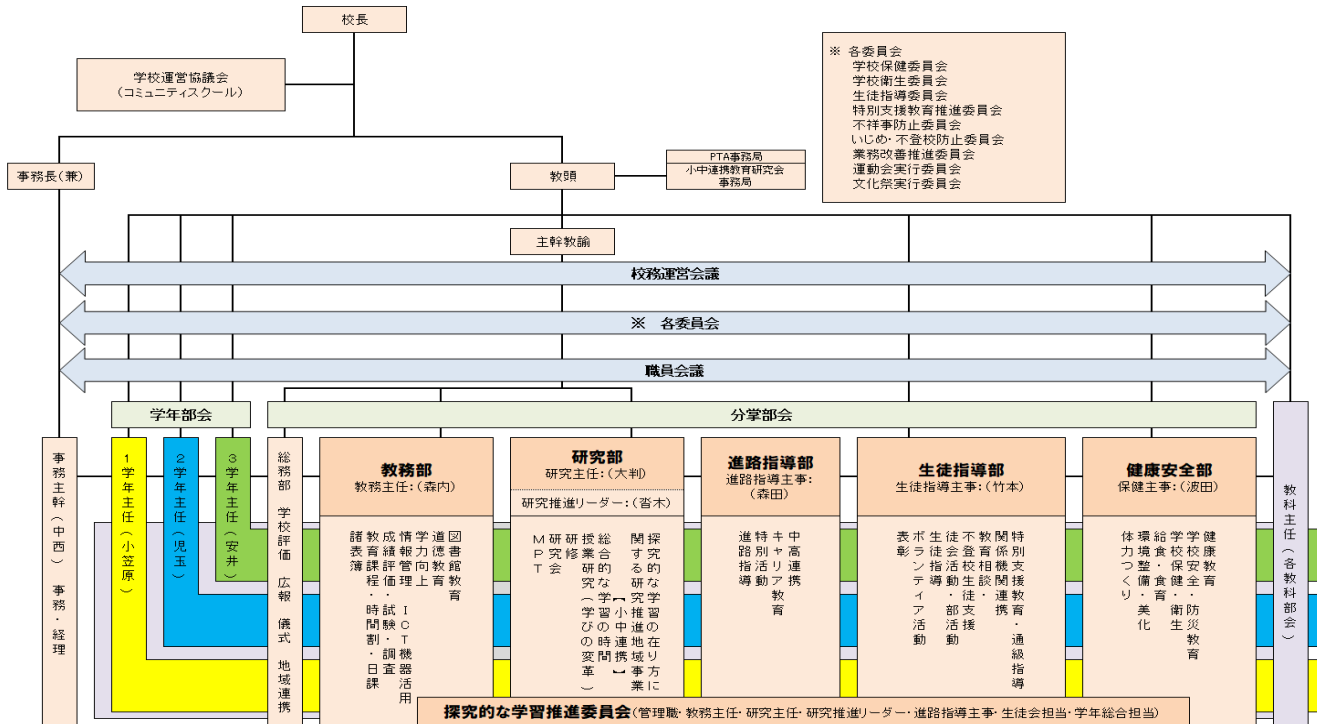 校長
学校運営協議会
(コミュニティスクール)
※ 各委員会
学校保健委員会
学校衛生委員会
生徒指導委員会
特別支援教育推進委員会
不祥事防止委員会
いじめ・不登校防止委員会
業務改善推進委員会
運動会実行委員会
文化祭実行委員会
事務長(兼)
教頭
PTA事務局
小中連携教育研究会
事務局
主幹教諭
校務運営会議
※ 各委員会
職員会議
学年部会
分掌部会
事務主幹(中西) 事務・経理
1学年主任(小笠原)
2学年主任(児玉)
3学年主任(安井)
総務部 学校評価 広報 儀式 地域連携
教務部
教務主任:(森内)
図書館教育
道徳教育
学力向上
情報管理 ICT機器活用
成績評価・試験・調査
教育課程・時間割・日課
諸表簿
研究部
研究主任:(大判)
研究推進リーダー:(沓木)
探究的な学習の在り方に
関する研究推進地域事業
【小中連携】
総合的な学習の時間
授業研究(学びの変革)
研修
研究会
MPT
進路指導部
進路指導主事:
(森田)
中高連携
キャリア教育
特別活動
進路指導
生徒指導部
生徒指導主事:(竹本)
特別支援教育・通級指導
関係機関連携
教育相談・
不登校生徒支援
徒会活動・部活動
生徒指導
ボランティア活動
表彰
健康安全部
保健主事:(波田)
健康教育
学校安全・防災教育
学校保健・衛生
給食・食育
環境整備・美化
体力つくり
教科主任(各教科部会)
探究的な学習推進委員会(管理職・教務主任・研究主任・研究推進リーダー・進路指導主事・生徒会担当・学年総合担当)